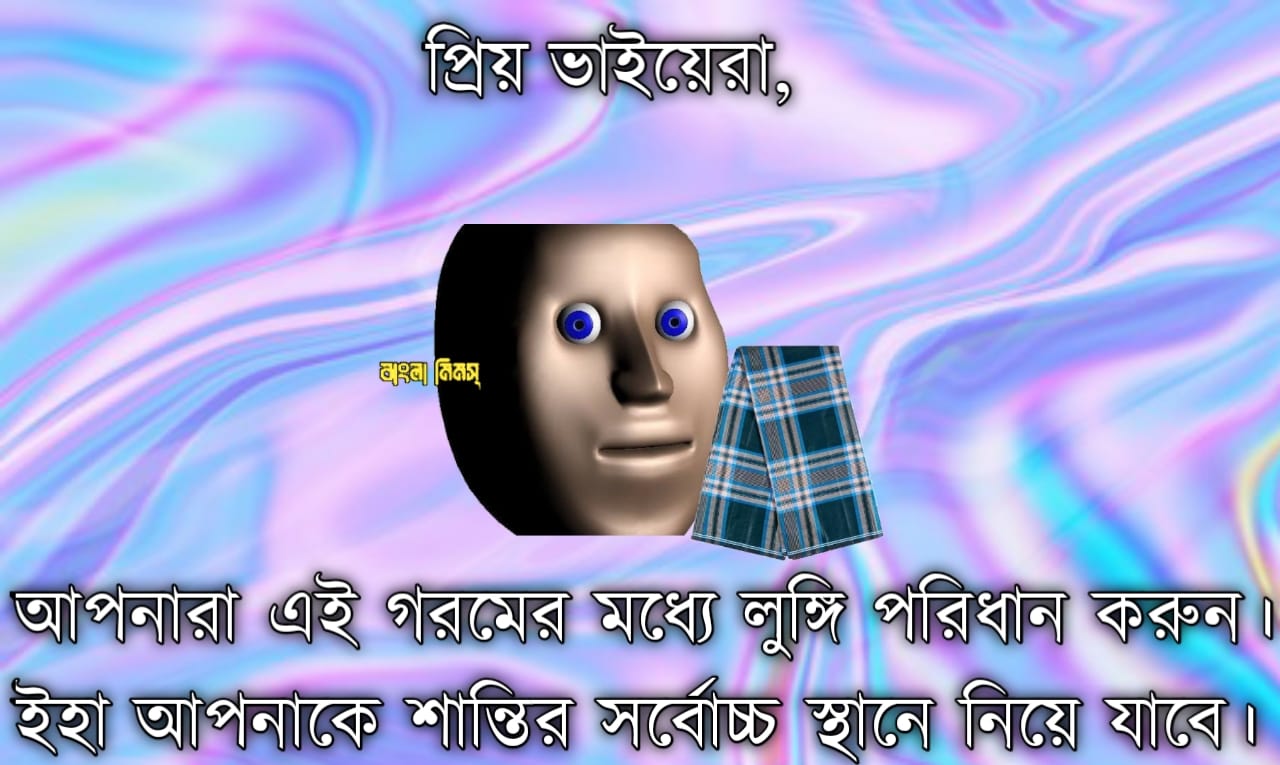 প্রিয় ভাইয়েরা,
বাংলা মিমস্
আপনারা এই গরমের মধ্যে লুঙ্গি পরিধান করুন।
ইহা আপনাকে শান্তির সর্বোচ্চ স্থানে নিয়ে যাবে।